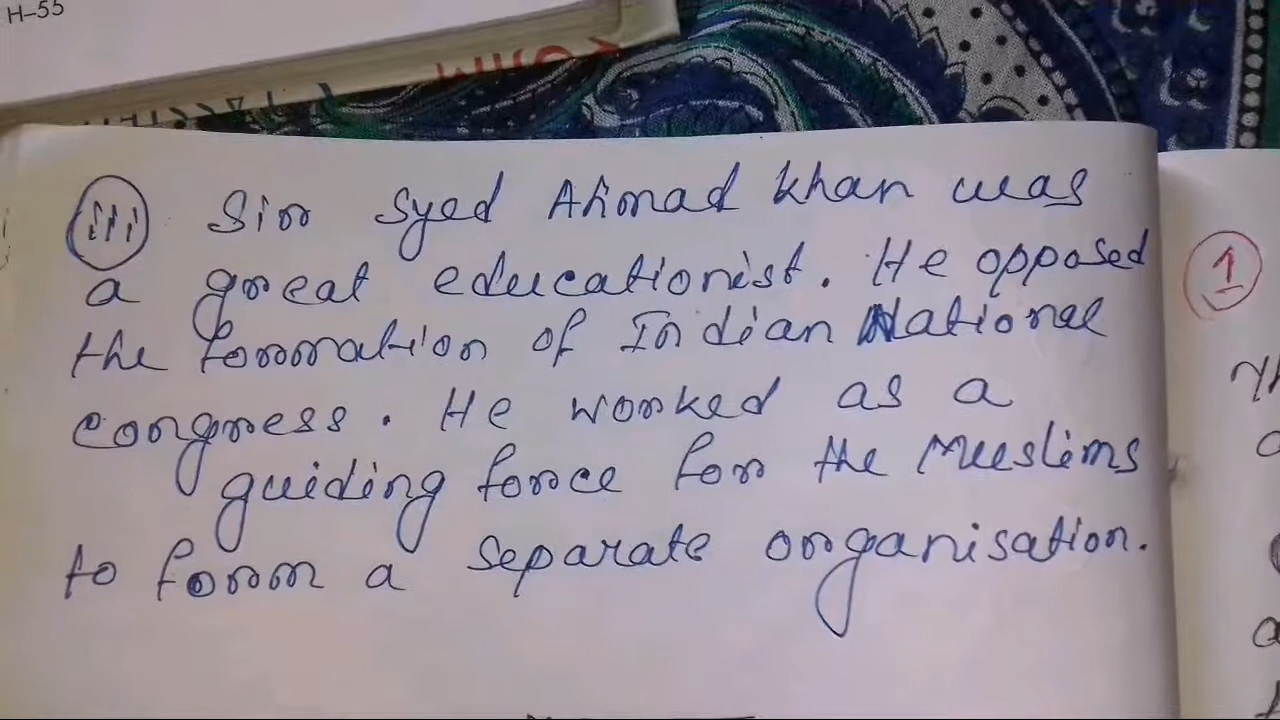 H-55
(iii) Sir Syed Ahmad Khan was
a great educationist. He opposed
the formation of Indian National
Congress. He worked as a
guiding force for the Muslims
to form a separate organisation.
1